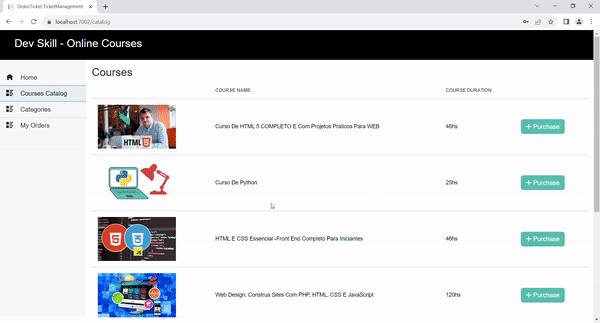 GloboTicket TicketManagement
localhost:7002/catalog
Dev Skill - Online Courses
Home
Courses Catalog
Categories
My Orders
Courses
COURSE NAME COURSE DURATION
HTML
Curso De HTML 5 COMPLETO E Com Projetos Práticos Para WEB 46hs + Purchase
Curso De Python 25hs + Purchase
HTML E CSS Essencial -Front End Completo Para Iniciantes 46hs + Purchase
Web Design: Construa Sites Com PHP, HTML, CSS E JavaScript 120hs + Purchase